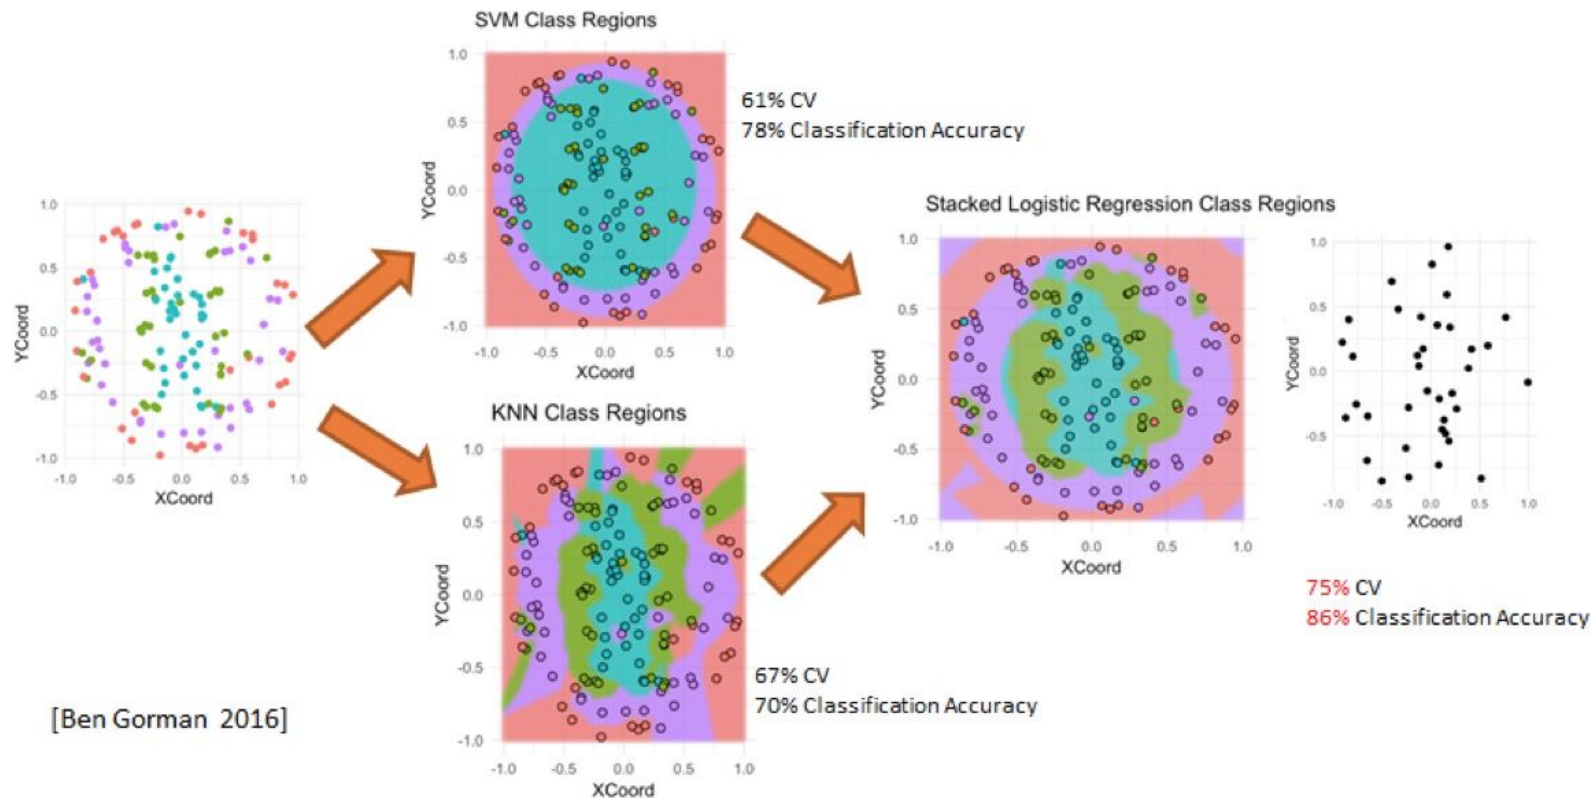 SVM Class Regions
1.0
0.5
0.0
-0.5
-1.0
YCoord
-1.0 -0.5 0.0 0.5 1.0
XCoord
61% CV
78% Classification Accuracy
1.0
0.5
0.0
-0.5
-1.0
YCoord
-1.0 -0.5 0.0 0.5 1.0
XCoord
KNN Class Regions
1.0
0.5
0.0
-0.5
-1.0
YCoord
-1.0 -0.5 0.0 0.5 1.0
XCoord
67% CV
70% Classification Accuracy
Stacked Logistic Regression Class Regions
1.0
0.5
0.0
-0.5
-1.0
YCoord
-1.0 -0.5 0.0 0.5 1.0
XCoord
1.0
0.5
0.0
-0.5
YCoord
-1.0 -0.5 0.0 0.5 1.0
XCoord
75% CV
86% Classification Accuracy
[Ben Gorman 2016]